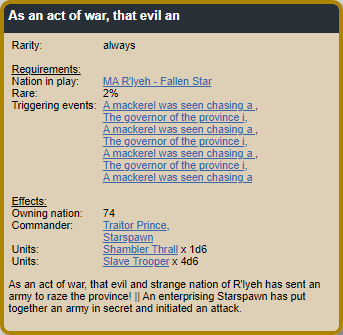 As an act of war, that evil an
Rarity: always
Requirements:
Nation in play: MA R'lyeh - Fallen Star
Rare: 2%
Triggering events: A mackerel was seen chasing a ,
The governor of the province i,
A mackerel was seen chasing a ,
The governor of the province i,
A mackerel was seen chasing a ,
The governor of the province i,
A mackerel was seen chasing a
Effects:
Owning nation: 74
Commander: Traitor Prince,
Starspawn
Units: Shambler Thrall x 1d6
Units: Slave Trooper x 4d6
As an act of war, that evil and strange nation of R'lyeh has sent an
army to raze the province! || An enterprising Starspawn has put
together an army in secret and initiated an attack.